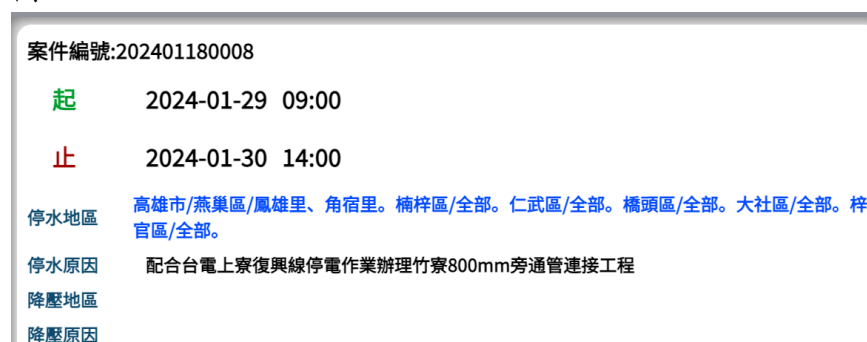 案件編號:202401180008
起 2024-01-29 09:00
止 2024-01-30 14:00
停水地區 高雄市/燕巢區/鳳雄里、角宿里。楠梓區/全部。仁武區/全部。橋頭區/全部。大社區/全部。梓
官區/全部。
停水原因 配合台電上寮復興線停電作業辦理竹寮800mm旁通管連接工程
降壓地區
降壓原因